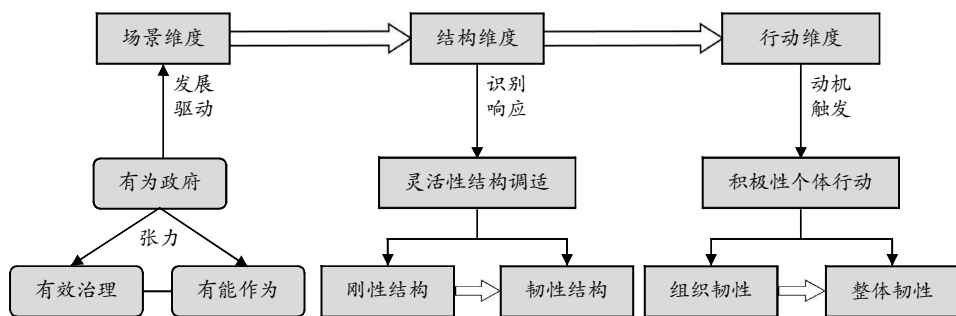 场景维度
结构维度
行动维度
发展
驱动
识别
响应
动机
触发
有为政府
灵活性结构调适
积极性个体行动
张力
有效治理
有能作为
刚性结构
韧性结构
组织韧性
整体韧性